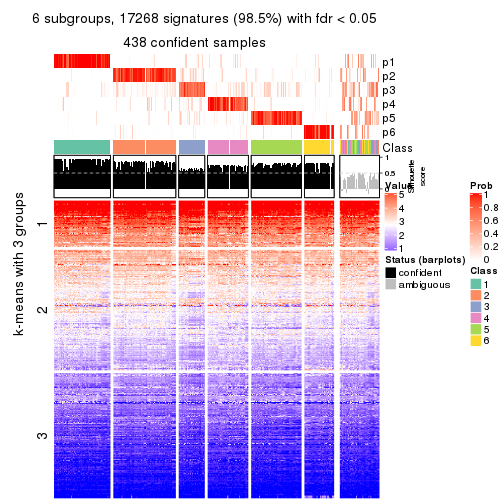 6 subgroups, 17268 signatures (98.5%) with fdr < 0.05
438 confident samples
p1
p2
p3
p4
p5
p6
Class
1
0.5
0
Silhouette
score
k-means with 3 groups
1
2
3
Value
5
4
3
2
1
Status (barplots)
confident
ambiguous
Prob
1
0.8
0.6
0.4
0.2
0
Class
1
2
3
4
5
6